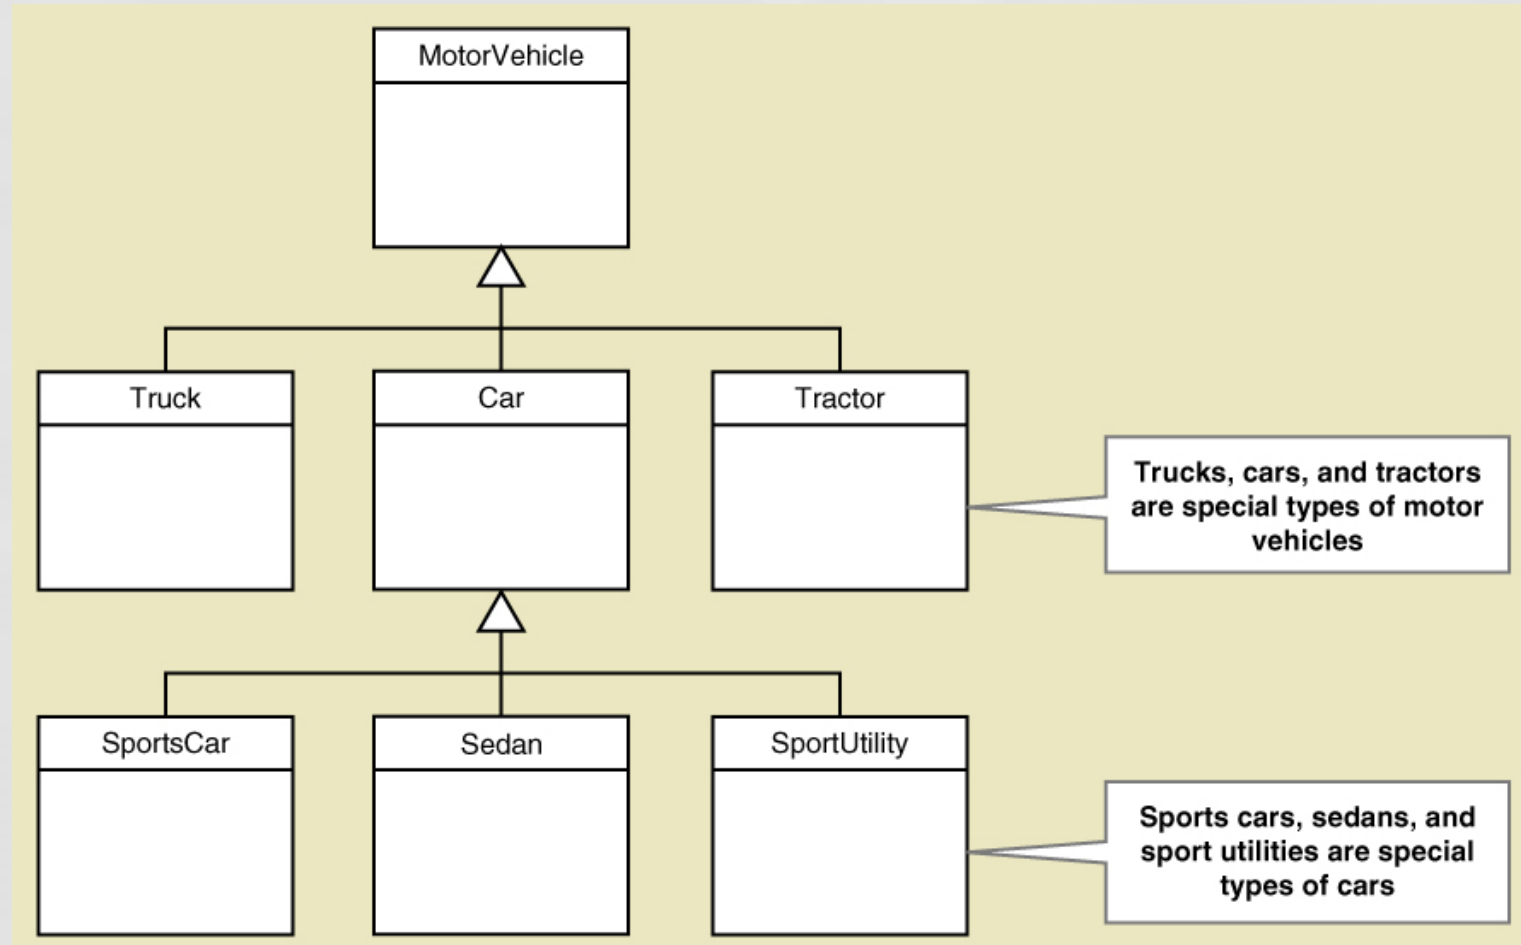 MotorVehicle
Truck
Car
Tractor
Trucks, cars, and tractors
are special types of motor
vehicles
SportsCar
Sedan
SportUtility
Sports cars, sedans, and
sport utilities are special
types of cars